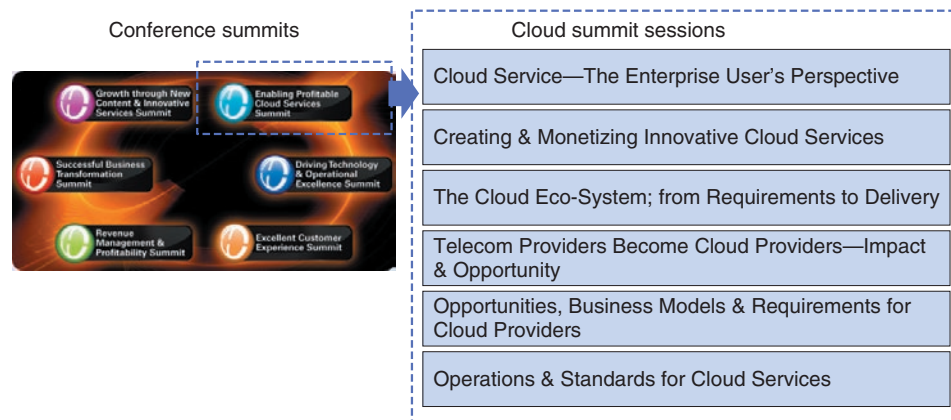 Conference summits
Growth through New
Content & Innovative
Services Summit
Enabling Profitable
Cloud Services
Summit
Successful Business
Transformation
Summit
Driving Technology
& Operational
Excellence Summit
Revenue
Management &
Profitability Summit
Excellent Customer
Experience Summit
Cloud summit sessions
Cloud Service—The Enterprise User's Perspective
Creating & Monetizing Innovative Cloud Services
The Cloud Eco-System; from Requirements to Delivery
Telecom Providers Become Cloud Providers—Impact
& Opportunity
Opportunities, Business Models & Requirements for
Cloud Providers
Operations & Standards for Cloud Services